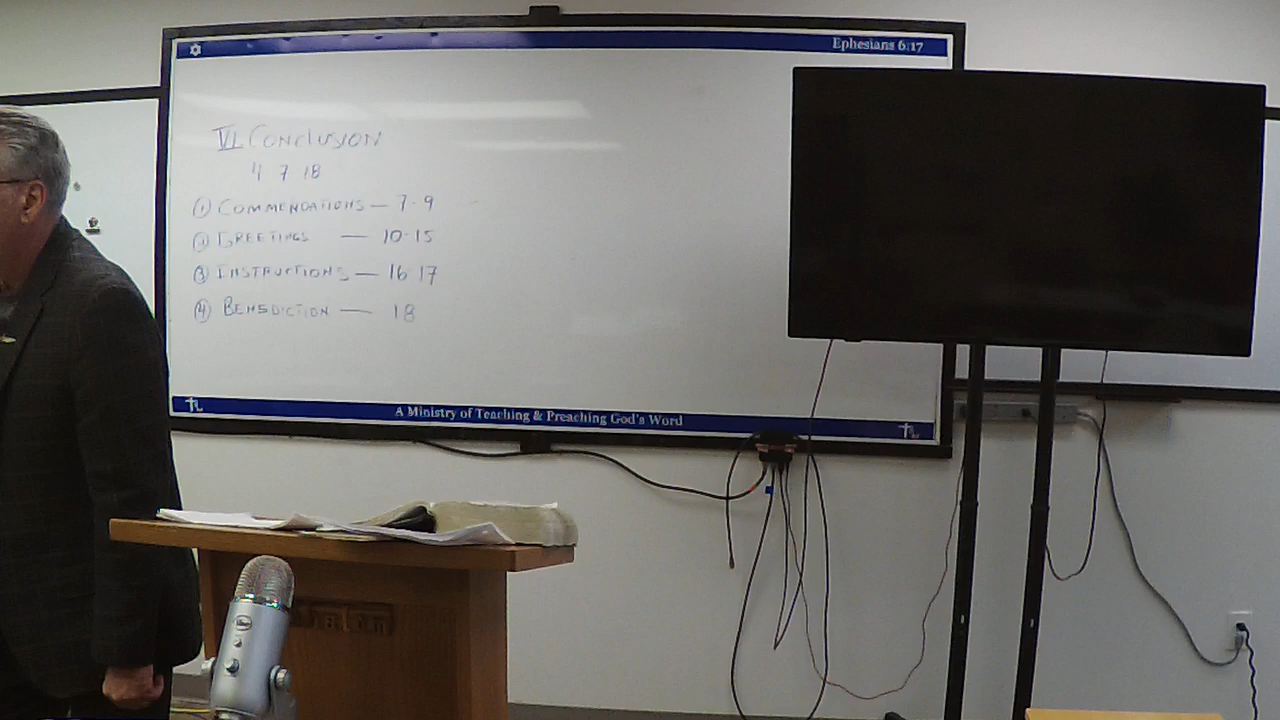 Ephesians 6:17
VI Conclusion
4 7 18
① Commendations — 7-9
② Greetings — 10-15
③ Instructions — 16-17
④ Benediction — 18
A Ministry of Teaching & Preaching God's Word